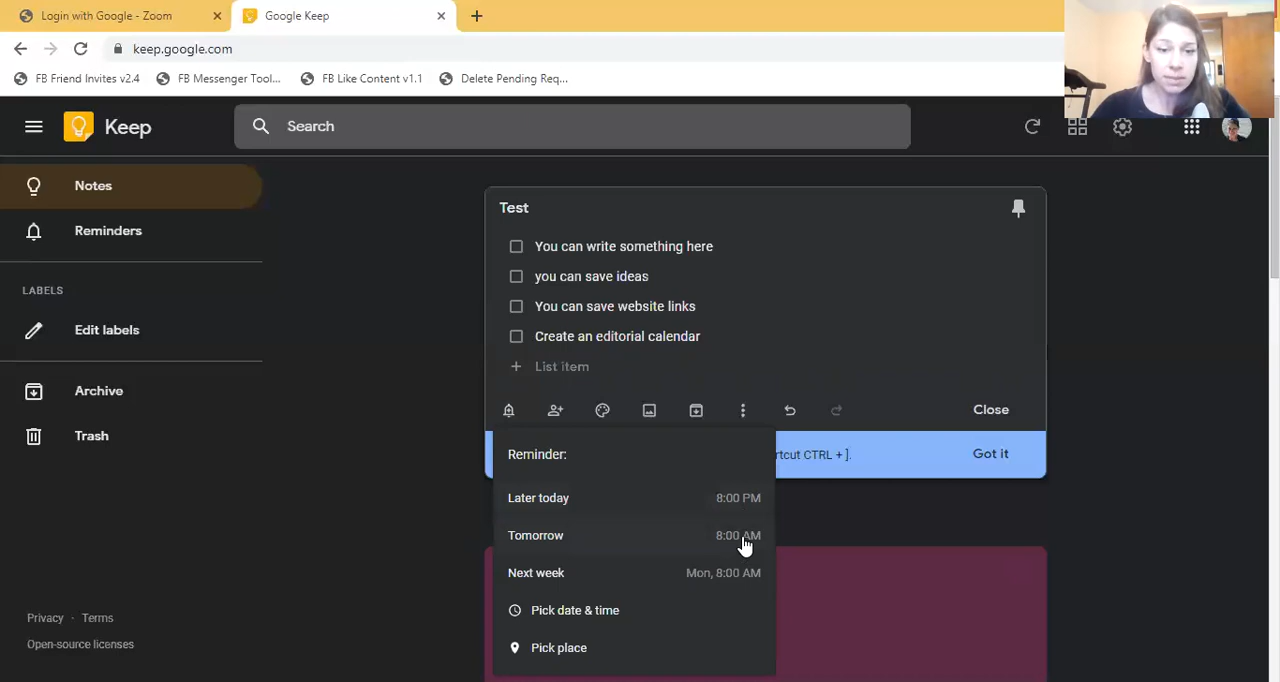 Login with Google - Zoom
Google Keep
keep.google.com
FB Friend Invites v2.4
FB Messenger Tool...
FB Like Content v1.1
Delete Pending Req...
Keep
Search
Notes
Reminders
LABELS
Edit labels
Archive
Trash
Test
You can write something here
you can save ideas
You can save website links
Create an editorial calendar
+ List item
Close
rtcut CTRL + ].
Got it
Reminder:
Later today 8:00 PM
Tomorrow 8:00 AM
Next week Mon, 8:00 AM
Pick date & time
Pick place
Privacy · Terms
Open-source licenses